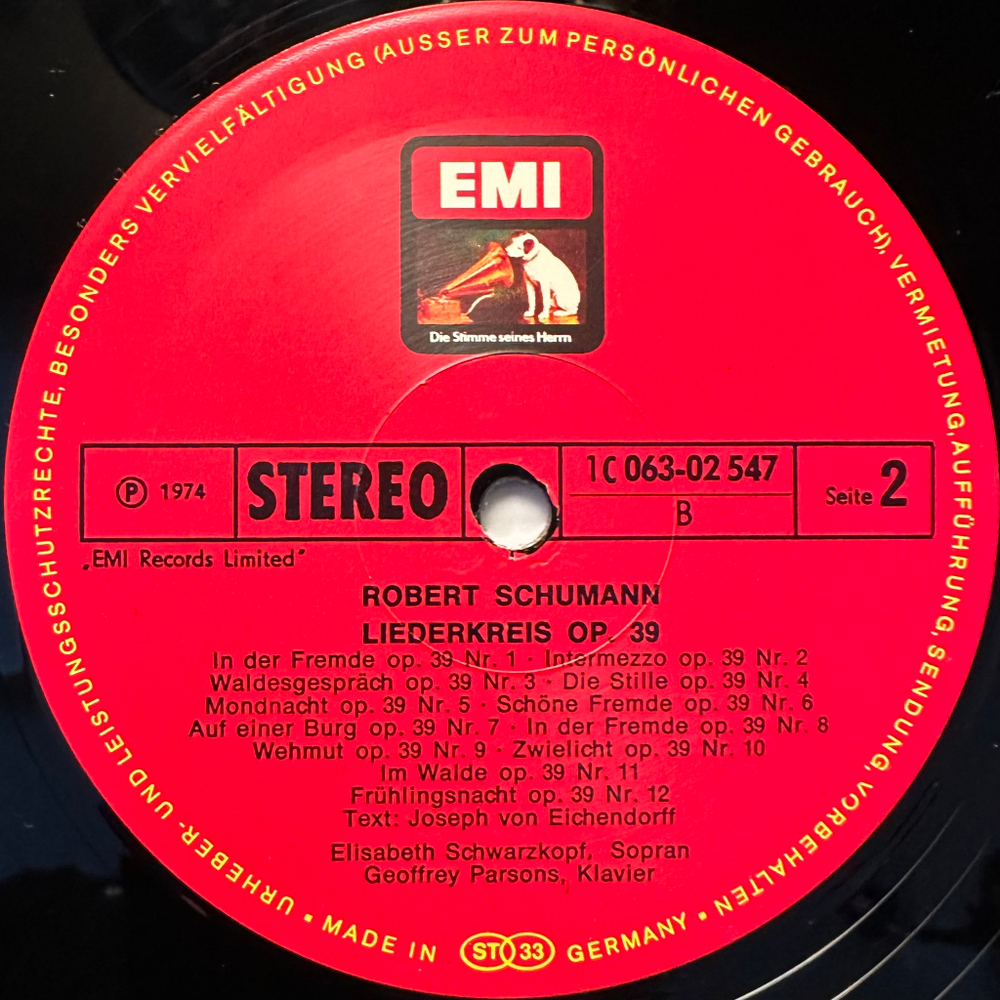 URHEBER- UND LEISTUNGSSCHUTZRECHTE, BESONDERS VERVIELFÄLTIGUNG (AUSSER ZUM PERSÖNLICHEN GEBRAUCH), VERMIETUNG, AUFFÜHRUNG, SENDUNG, VORBEHALTEN
EMI
Die Stimme seines Herrn
Ⓟ 1974
STEREO
1C 063-02 547
B
Seite 2
„EMI Records Limited"
ROBERT SCHUMANN
LIEDERKREIS OP. 39
In der Fremde op. 39 Nr. 1 · Intermezzo op. 39 Nr. 2
Waldesgespräch op. 39 Nr. 3 · Die Stille op. 39 Nr. 4
Mondnacht op. 39 Nr. 5 · Schöne Fremde op. 39 Nr. 6
Auf einer Burg op. 39 Nr. 7 · In der Fremde op. 39 Nr. 8
Wehmut op. 39 Nr. 9 · Zwielicht op. 39 Nr. 10
Im Walde op. 39 Nr. 11
Frühlingsnacht op. 39 Nr. 12
Text: Joseph von Eichendorff
Elisabeth Schwarzkopf, Sopran
Geoffrey Parsons, Klavier
▪ MADE IN ST 33 GERMANY ▪